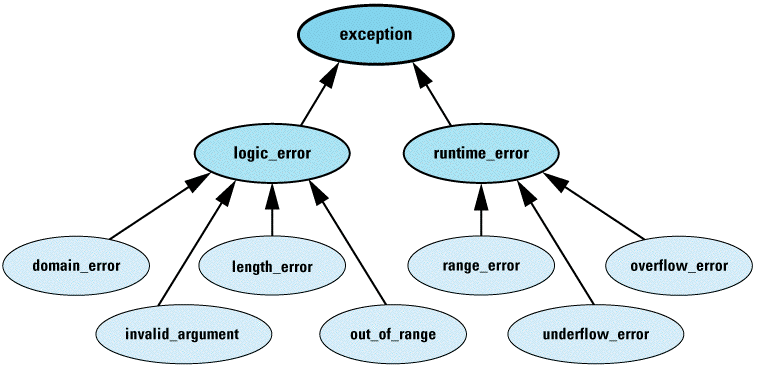 exception
logic_error
runtime_error
domain_error
length_error
range_error
overflow_error
invalid_argument
out_of_range
underflow_error